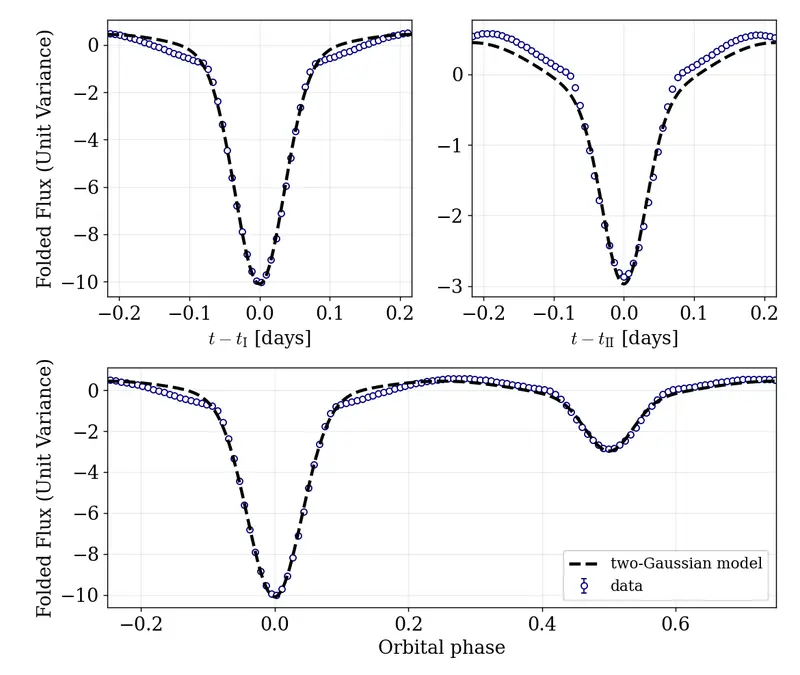 Folded Flux (Unit Variance)
0
−2
−4
−6
−8
−10
−0.2 −0.1 0.0 0.1 0.2
t − t_I [days]
0
−1
−2
−3
−0.2 −0.1 0.0 0.1 0.2
t − t_II [days]
Folded Flux (Unit Variance)
0
−2
−4
−6
−8
−10
−0.2 0.0 0.2 0.4 0.6
Orbital phase
two-Gaussian model
data